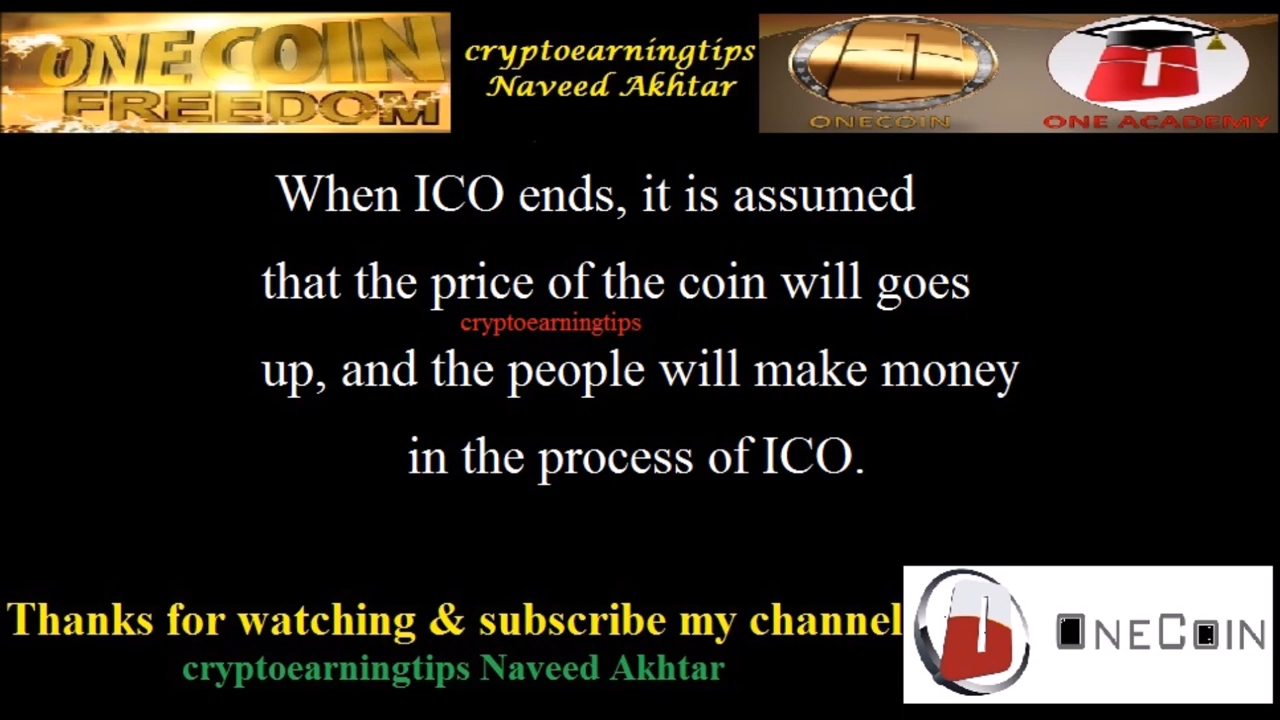 ONE COIN
FREEDOM
cryptoearningtips
Naveed Akhtar
ONECOIN
ONE ACADEMY
When ICO ends, it is assumed
that the price of the coin will goes
cryptoearningtips
up, and the people will make money
in the process of ICO.
Thanks for watching & subscribe my channel
cryptoearningtips Naveed Akhtar
ONECOIN